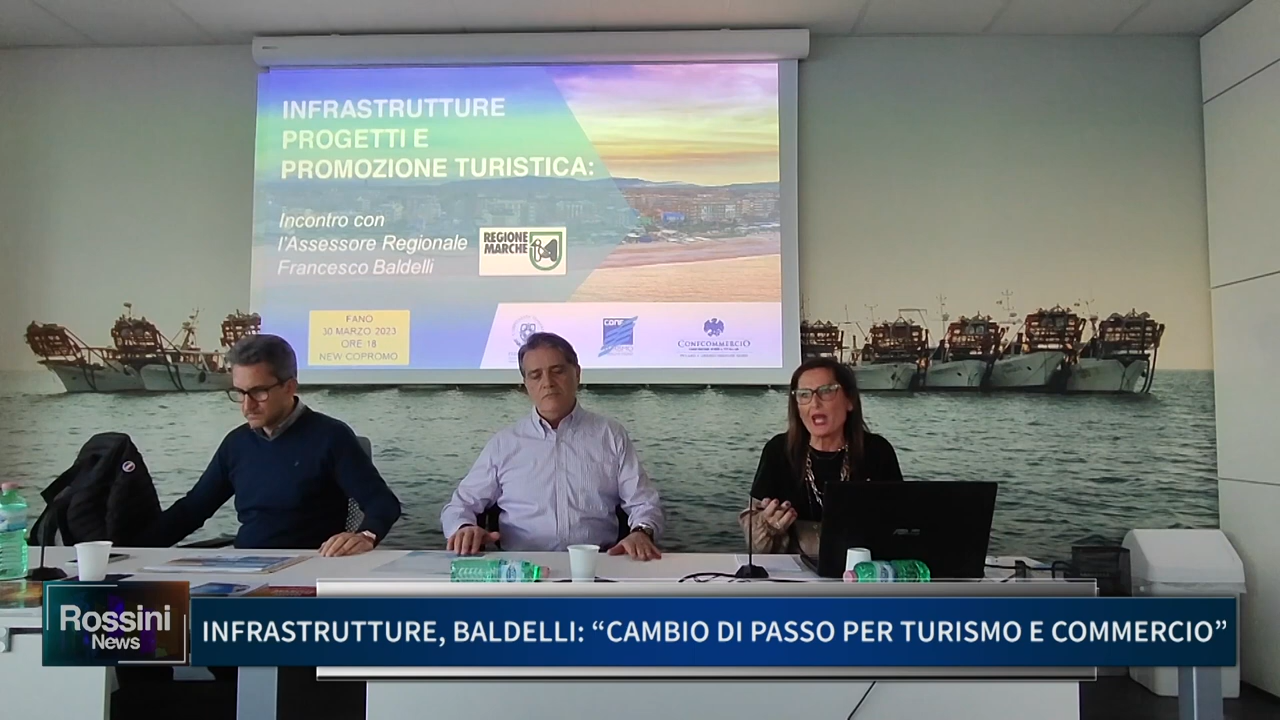 INFRASTRUTTURE
PROGETTI E
PROMOZIONE TURISTICA:
Incontro con
l'Assessore Regionale
Francesco Baldelli
REGIONE
MARCHE
FANO
30 MARZO 2023
ORE 18
NEW COPROMO
CONFCOMMERCIO
ASUS
Rossini
News
INFRASTRUTTURE, BALDELLI: “CAMBIO DI PASSO PER TURISMO E COMMERCIO”